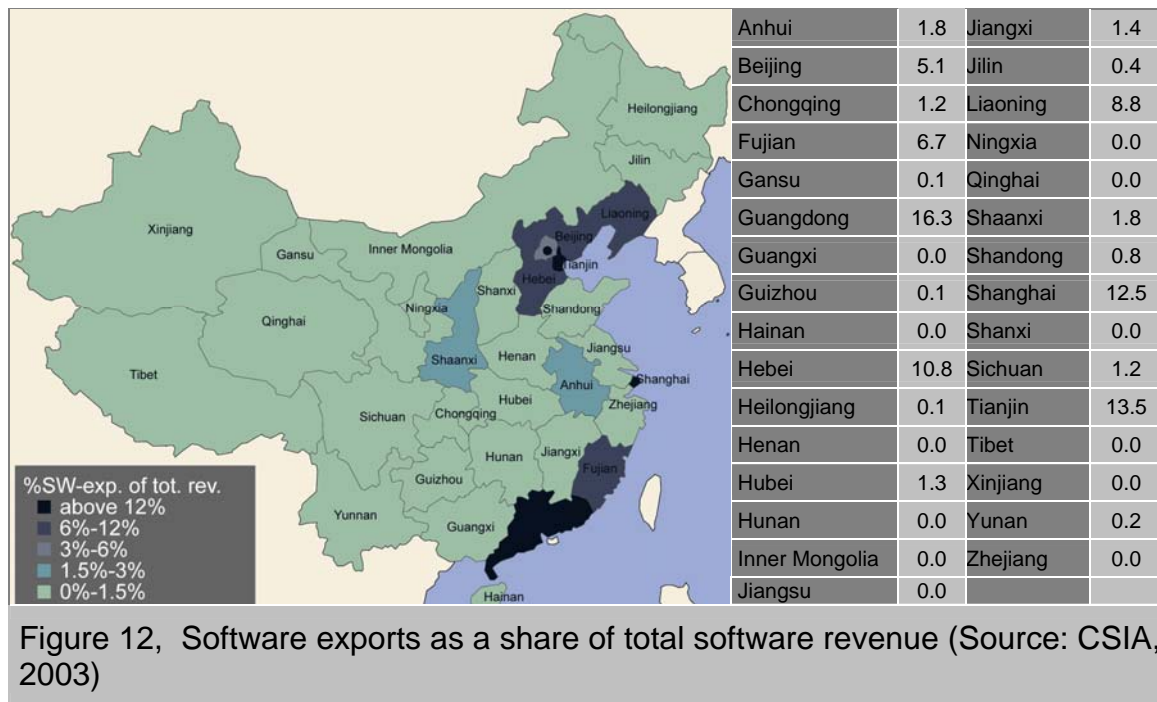 Heilongjiang
Jilin
Liaoning
Xinjiang
Beijing
Inner Mongolia
Gansu
Tianjin
Hebei
Shanxi
Ningxia
Shandong
Qinghai
Jiangsu
Shaanxi
Henan
Tibet
Anhui
Shanghai
Hubei
Zhejiang
Chongqing
Sichuan
Jiangxi
Hunan
Fujian
Guizhou
Yunnan
Guangxi
Hainan
%SW-exp. of tot. rev.
above 12%
6%-12%
3%-6%
1.5%-3%
0%-1.5%
Anhui 1.8 Jiangxi 1.4
Beijing 5.1 Jilin 0.4
Chongqing 1.2 Liaoning 8.8
Fujian 6.7 Ningxia 0.0
Gansu 0.1 Qinghai 0.0
Guangdong 16.3 Shaanxi 1.8
Guangxi 0.0 Shandong 0.8
Guizhou 0.1 Shanghai 12.5
Hainan 0.0 Shanxi 0.0
Hebei 10.8 Sichuan 1.2
Heilongjiang 0.1 Tianjin 13.5
Henan 0.0 Tibet 0.0
Hubei 1.3 Xinjiang 0.0
Hunan 0.0 Yunan 0.2
Inner Mongolia 0.0 Zhejiang 0.0
Jiangsu 0.0
Figure 12, Software exports as a share of total software revenue (Source: CSIA,
2003)